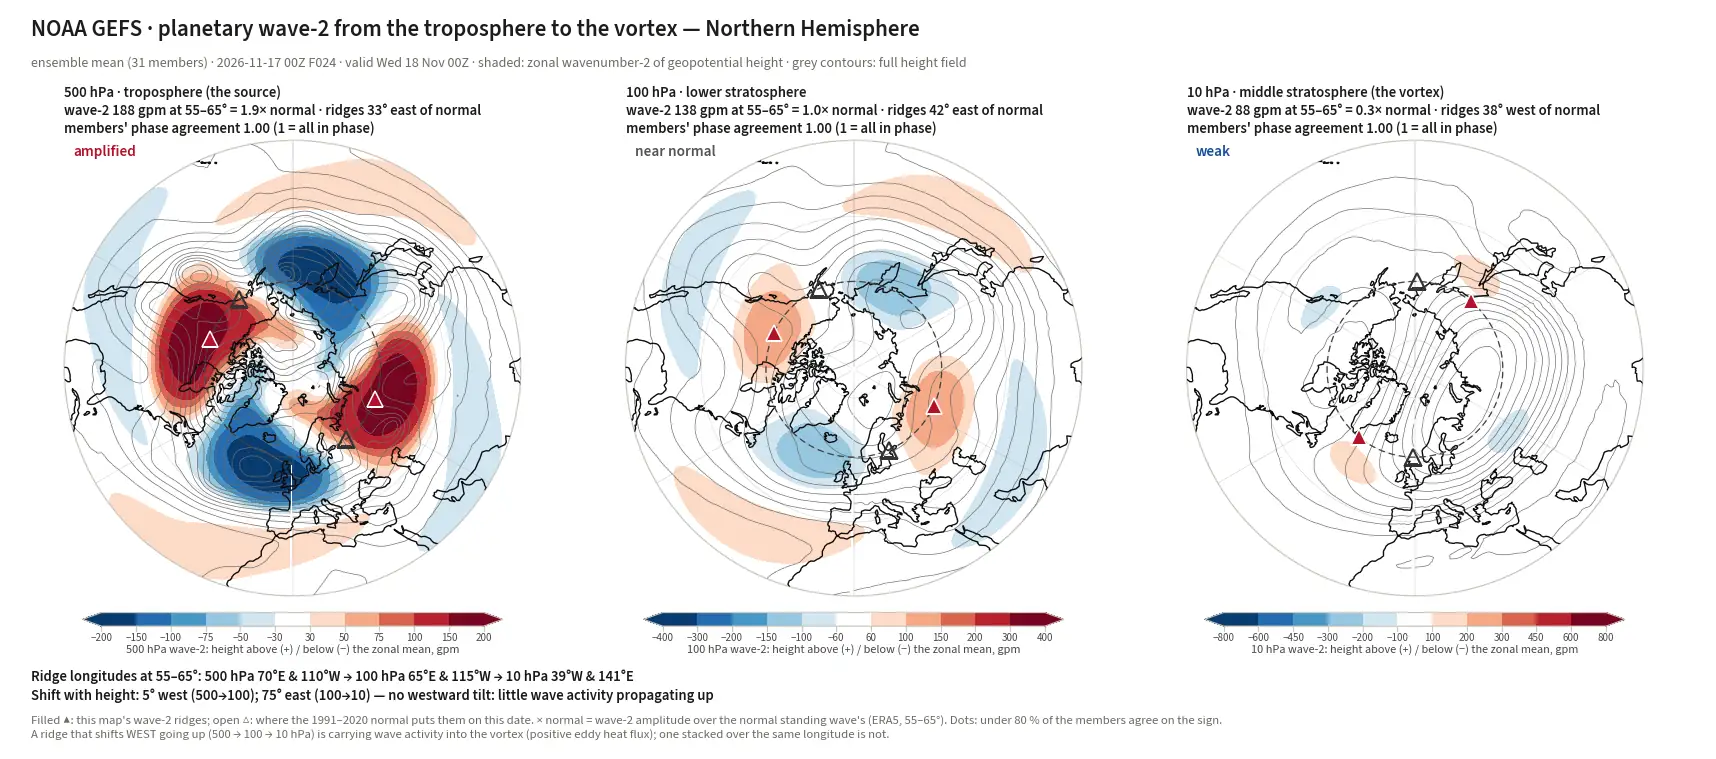 NOAA GEFS · planetary wave-2 from the troposphere to the vortex — Northern Hemisphere
ensemble mean (31 members) · 2026-11-17 00Z F024 · valid Wed 18 Nov 00Z · shaded: zonal wavenumber-2 of geopotential height · grey contours: full height field
500 hPa · troposphere (the source)
wave-2 188 gpm at 55–65° = 1.9× normal · ridges 33° east of normal
members' phase agreement 1.00 (1 = all in phase)
amplified
100 hPa · lower stratosphere
wave-2 138 gpm at 55–65° = 1.0× normal · ridges 42° east of normal
members' phase agreement 1.00 (1 = all in phase)
near normal
10 hPa · middle stratosphere (the vortex)
wave-2 88 gpm at 55–65° = 0.3× normal · ridges 38° west of normal
members' phase agreement 1.00 (1 = all in phase)
weak
−200 −150 −100 −75 −50 −30 30 50 75 100 150 200
500 hPa wave-2: height above (+) / below (−) the zonal mean, gpm
−400 −300 −200 −150 −100 −60 60 100 150 200 300 400
100 hPa wave-2: height above (+) / below (−) the zonal mean, gpm
−800 −600 −450 −300 −200 −100 100 200 300 450 600 800
10 hPa wave-2: height above (+) / below (−) the zonal mean, gpm
Ridge longitudes at 55–65°: 500 hPa 70°E & 110°W → 100 hPa 65°E & 115°W → 10 hPa 39°W & 141°E
Shift with height: 5° west (500→100); 75° east (100→10) — no westward tilt: little wave activity propagating up
Filled ▲: this map's wave-2 ridges; open △: where the 1991–2020 normal puts them on this date. × normal = wave-2 amplitude over the normal standing wave's (ERA5, 55–65°). Dots: under 80 % of the members agree on the sign.
A ridge that shifts WEST going up (500 → 100 → 10 hPa) is carrying wave activity into the vortex (positive eddy heat flux); one stacked over the same longitude is not.